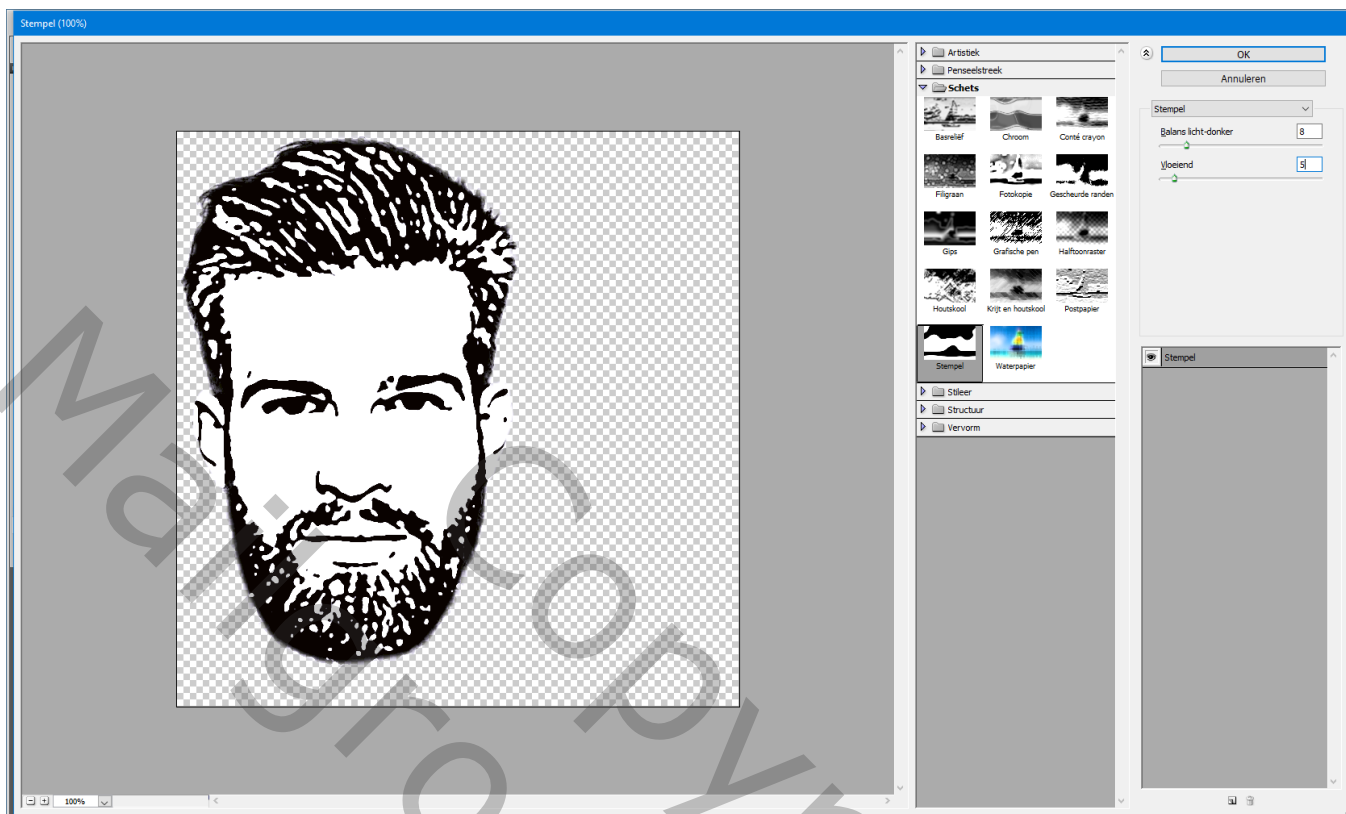 Stempel (100%)
Artistiek
Penseelstreek
Schets
Basreliëf
Chroom
Conté crayon
Filigraan
Fotokopie
Gescheurde randen
Gips
Grafische pen
Halftoonraster
Houtskool
Krijt en houtskool
Postpapier
Stempel
Waterpapier
Stileer
Structuur
Vervorm
OK
Annuleren
Stempel
Balans licht-donker
8
Vloeiend
5
Stempel
100%